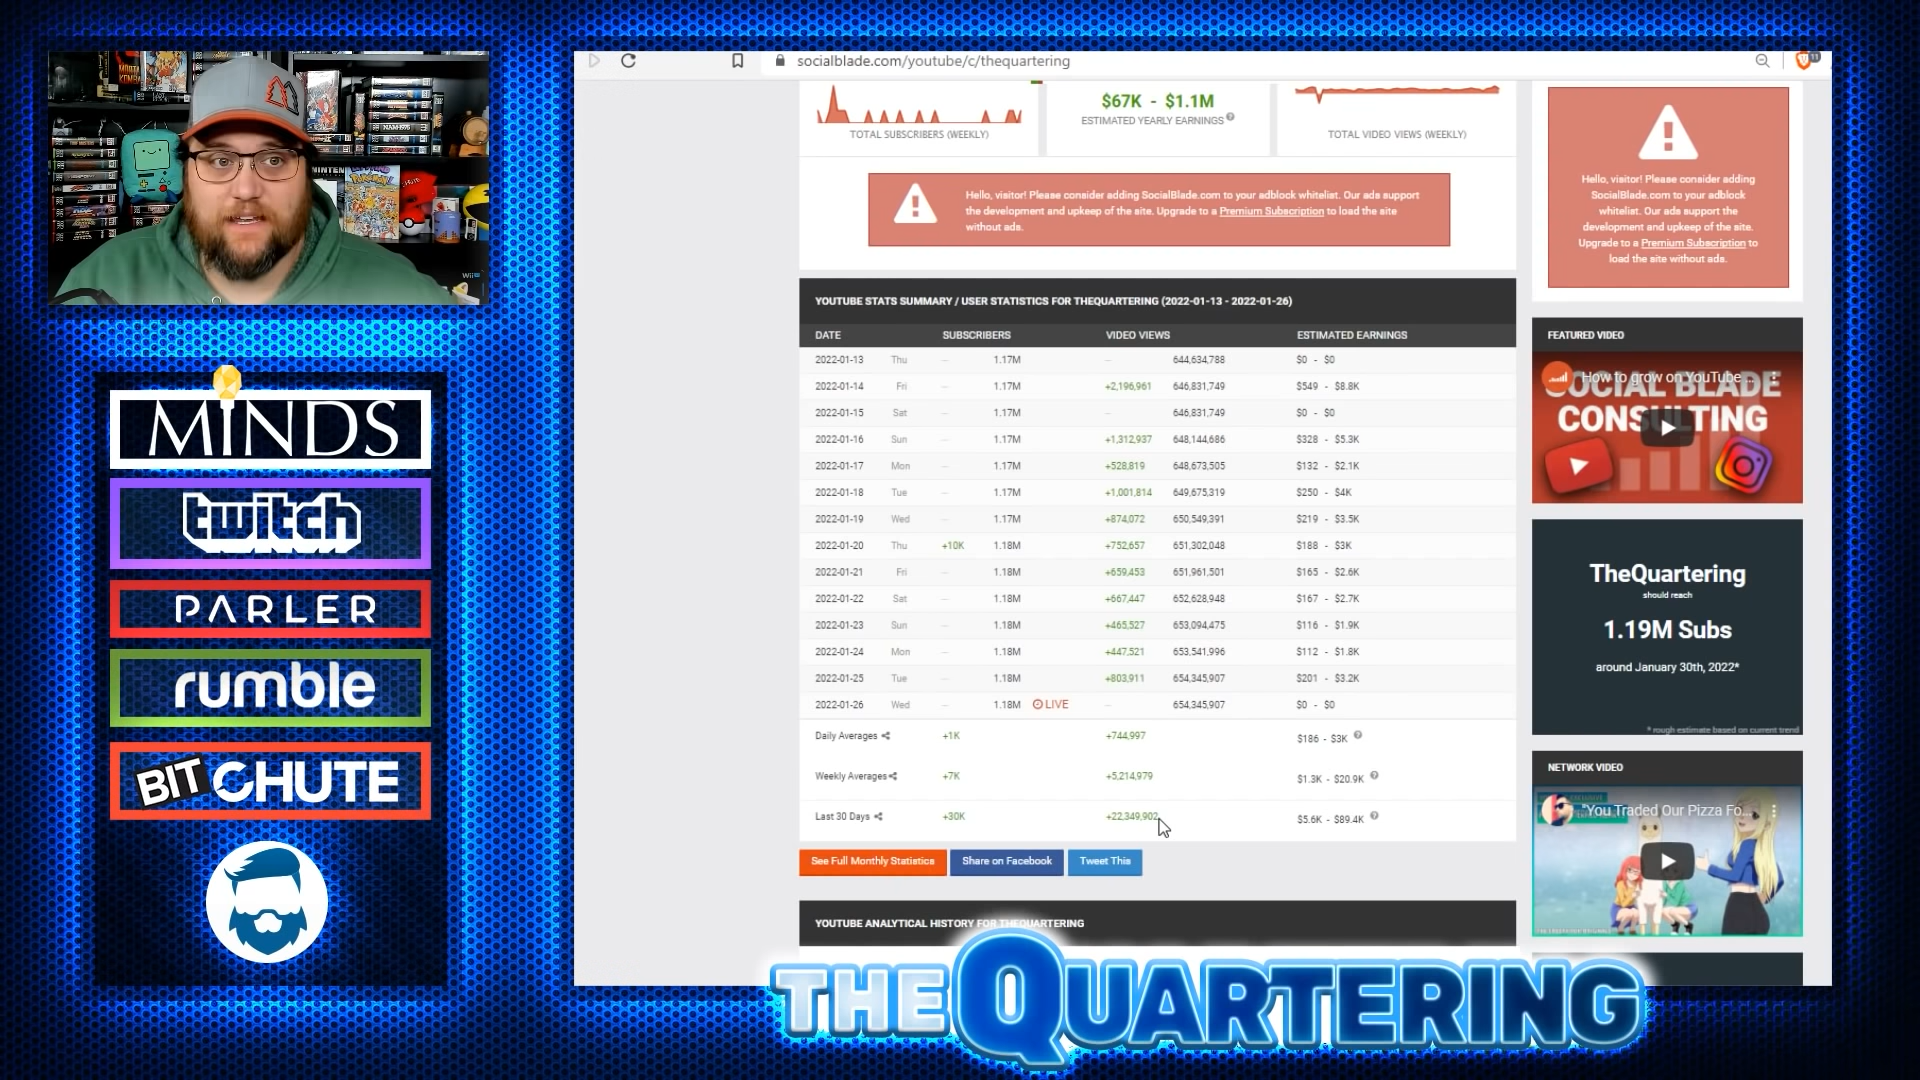 socialblade.com/youtube/c/thequartering
11
TOTAL SUBSCRIBERS (WEEKLY)
$67K - $1.1M
ESTIMATED YEARLY EARNINGS
TOTAL VIDEO VIEWS (WEEKLY)
Hello, visitor! Please consider adding SocialBlade.com to your adblock whitelist. Our ads support
the development and upkeep of the site. Upgrade to a Premium Subscription to load the site
without ads.
Hello, visitor! Please consider adding
SocialBlade.com to your adblock
whitelist. Our ads support the
development and upkeep of the site.
Upgrade to a Premium Subscription to
load the site without ads.
YOUTUBE STATS SUMMARY / USER STATISTICS FOR THEQUARTERING (2022-01-13 - 2022-01-26)
DATE SUBSCRIBERS VIDEO VIEWS ESTIMATED EARNINGS
2022-01-13 Thu -- 1.17M -- 644,634,788 $0 - $0
2022-01-14 Fri -- 1.17M +2,196,961 646,831,749 $549 - $8.8K
2022-01-15 Sat -- 1.17M -- 646,831,749 $0 - $0
2022-01-16 Sun -- 1.17M +1,312,937 648,144,686 $328 - $5.3K
2022-01-17 Mon -- 1.17M +528,819 648,673,505 $132 - $2.1K
2022-01-18 Tue -- 1.17M +1,001,814 649,675,319 $250 - $4K
2022-01-19 Wed -- 1.17M +874,072 650,549,391 $219 - $3.5K
2022-01-20 Thu +10K 1.18M +752,657 651,302,048 $188 - $3K
2022-01-21 Fri -- 1.18M +659,453 651,961,501 $165 - $2.6K
2022-01-22 Sat -- 1.18M +667,447 652,628,948 $167 - $2.7K
2022-01-23 Sun -- 1.18M +465,527 653,094,475 $116 - $1.9K
2022-01-24 Mon -- 1.18M +447,521 653,541,996 $112 - $1.8K
2022-01-25 Tue -- 1.18M +803,911 654,345,907 $201 - $3.2K
2022-01-26 Wed -- 1.18M LIVE -- 654,345,907 $0 - $0
Daily Averages +1K +744,997 $186 - $3K
Weekly Averages +7K +5,214,979 $1.3K - $20.9K
Last 30 Days +30K +22,349,902 $5.6K - $89.4K
See Full Monthly Statistics
Share on Facebook
Tweet This
YOUTUBE ANALYTICAL HISTORY FOR THEQUARTERING
FEATURED VIDEO
How to grow on YouTube ...
SOCIAL BLADE
CONSULTING
TheQuartering
should reach
1.19M Subs
around January 30th, 2022*
* rough estimate based on current trend
NETWORK VIDEO
"You Traded Our Pizza Fo...
MINDS
twitch
PARLER
rumble
BITCHUTE
THEQUARTERING